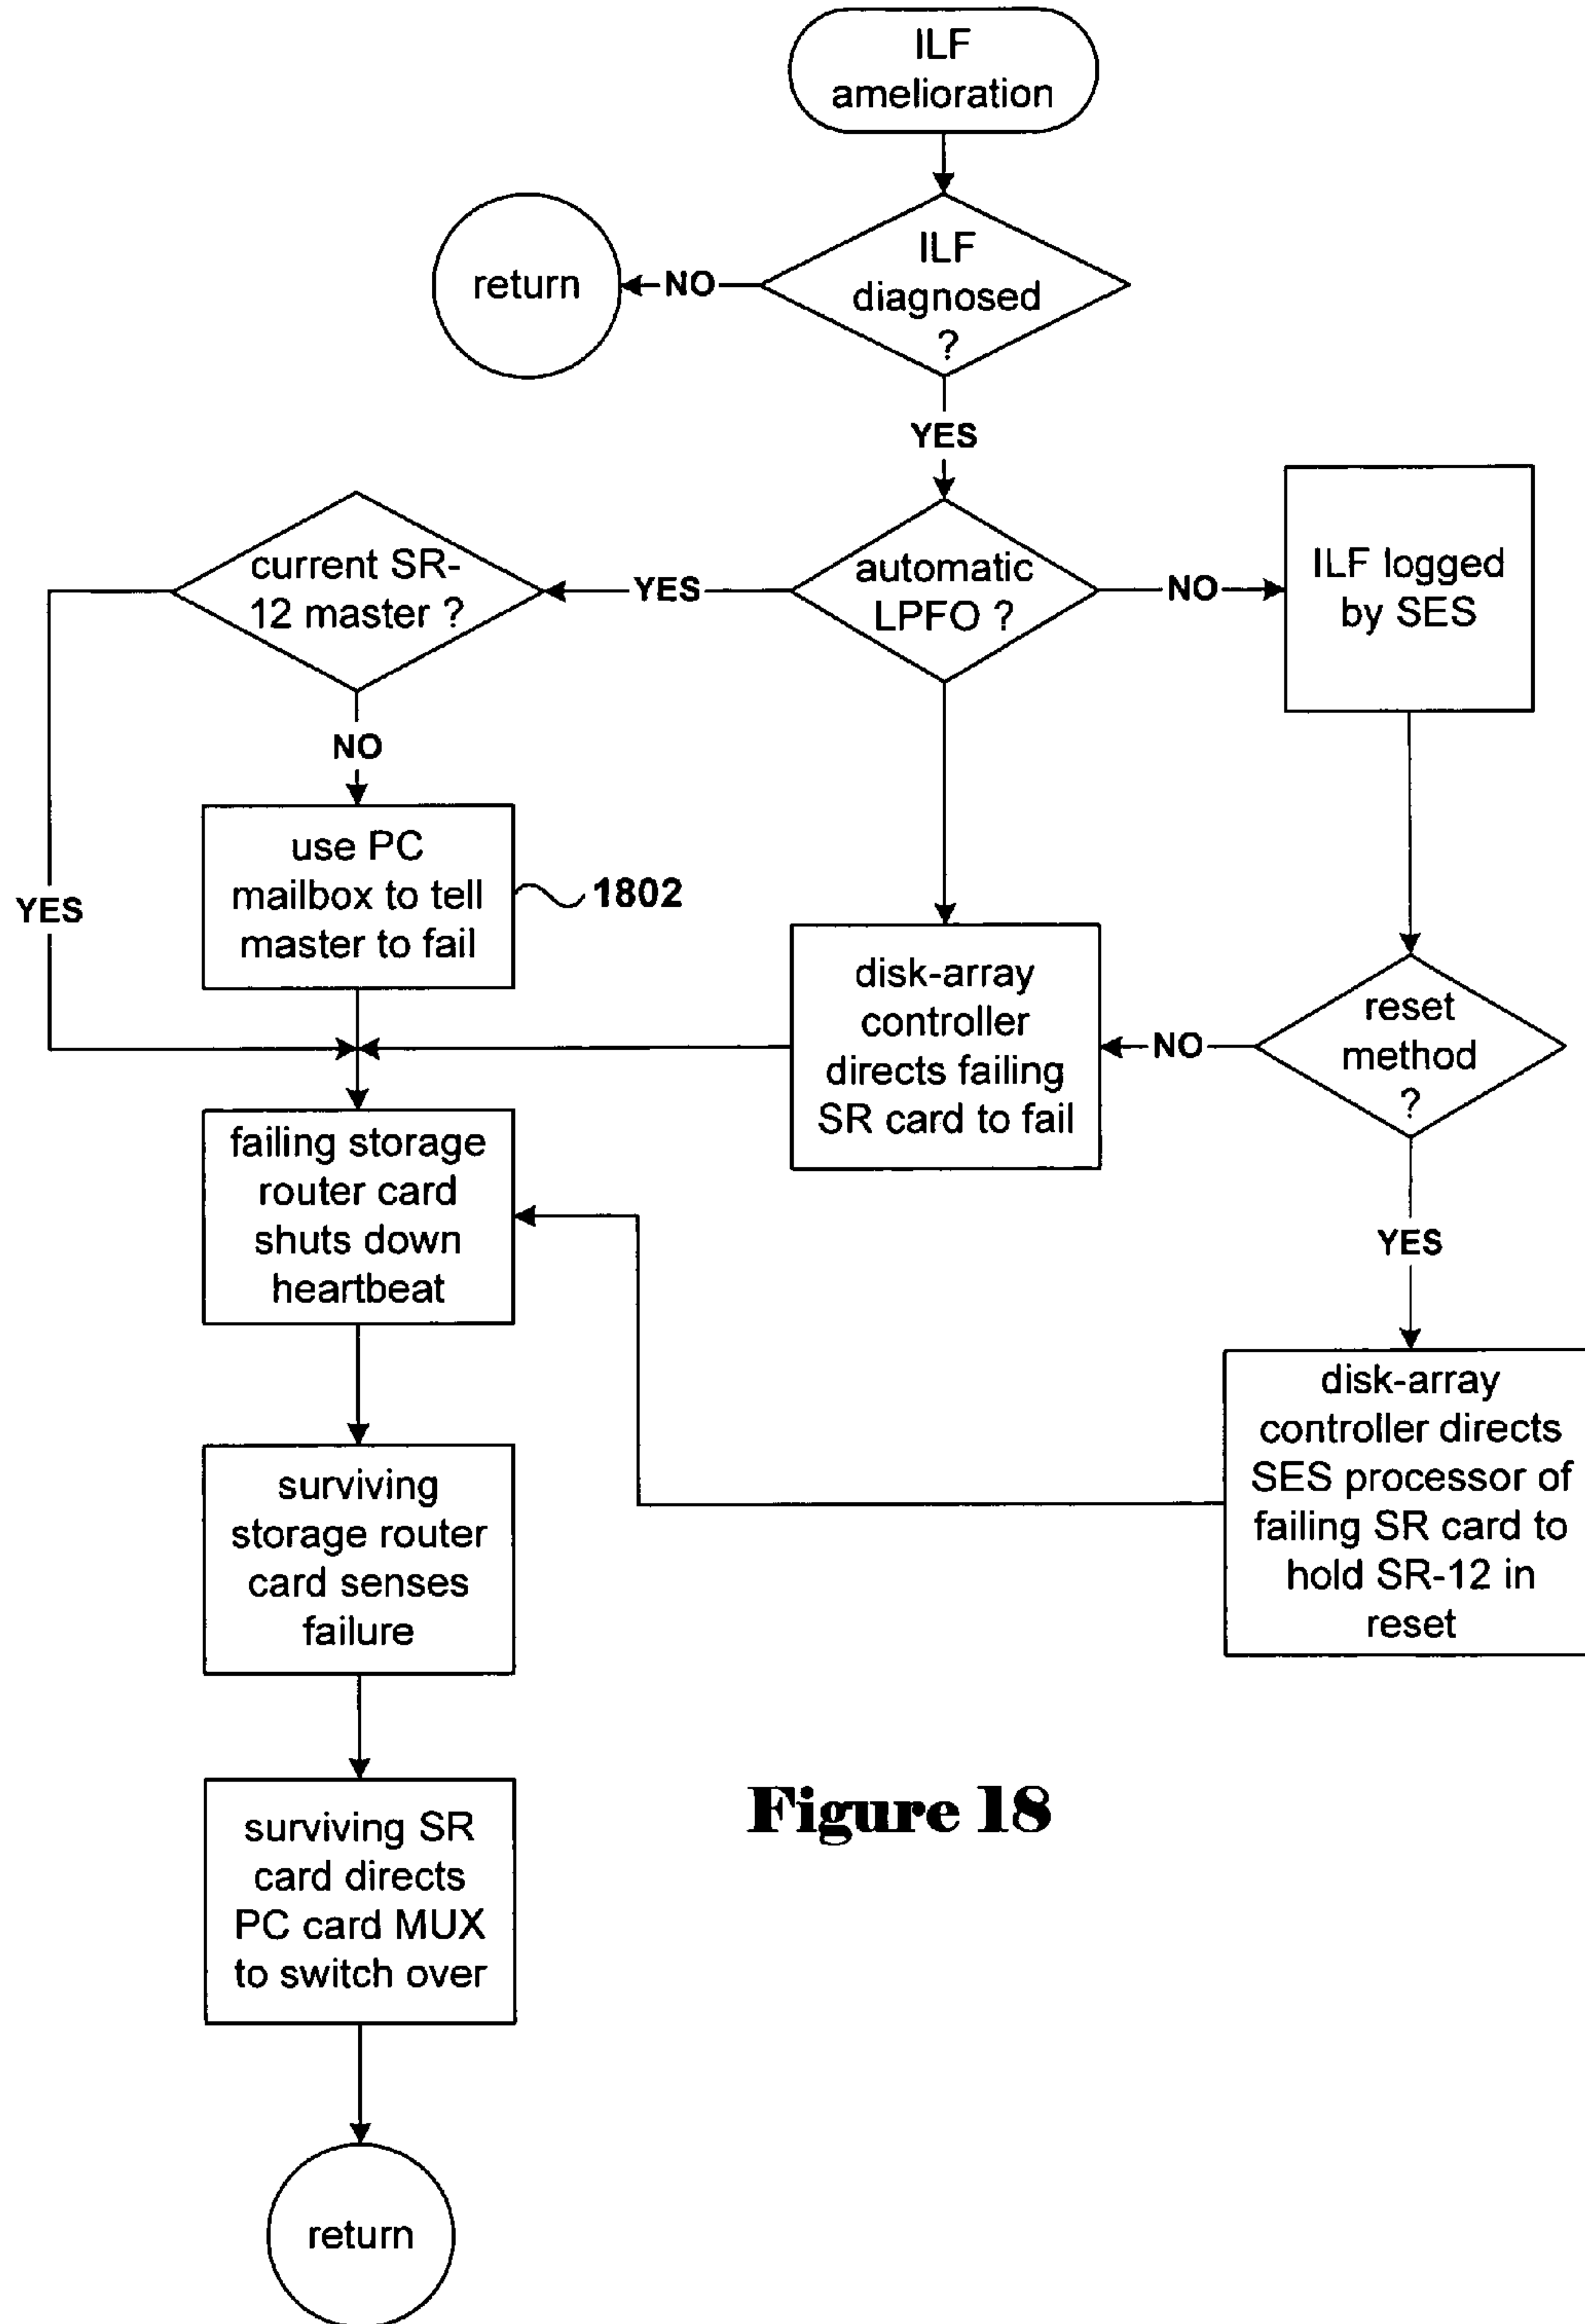 ILF
amelioration
ILF
diagnosed
?
return
NO
YES
current SR-
12 master ?
YES
automatic
LPFO ?
NO
ILF logged
by SES
NO
YES
use PC
mailbox to tell
master to fail
1802
disk-array
controller
directs failing
SR card to fail
NO
reset
method
?
YES
failing storage
router card
shuts down
heartbeat
disk-array
controller directs
SES processor of
failing SR card to
hold SR-12 in
reset
surviving
storage router
card senses
failure
surviving SR
card directs
PC card MUX
to switch over
Figure 18
return